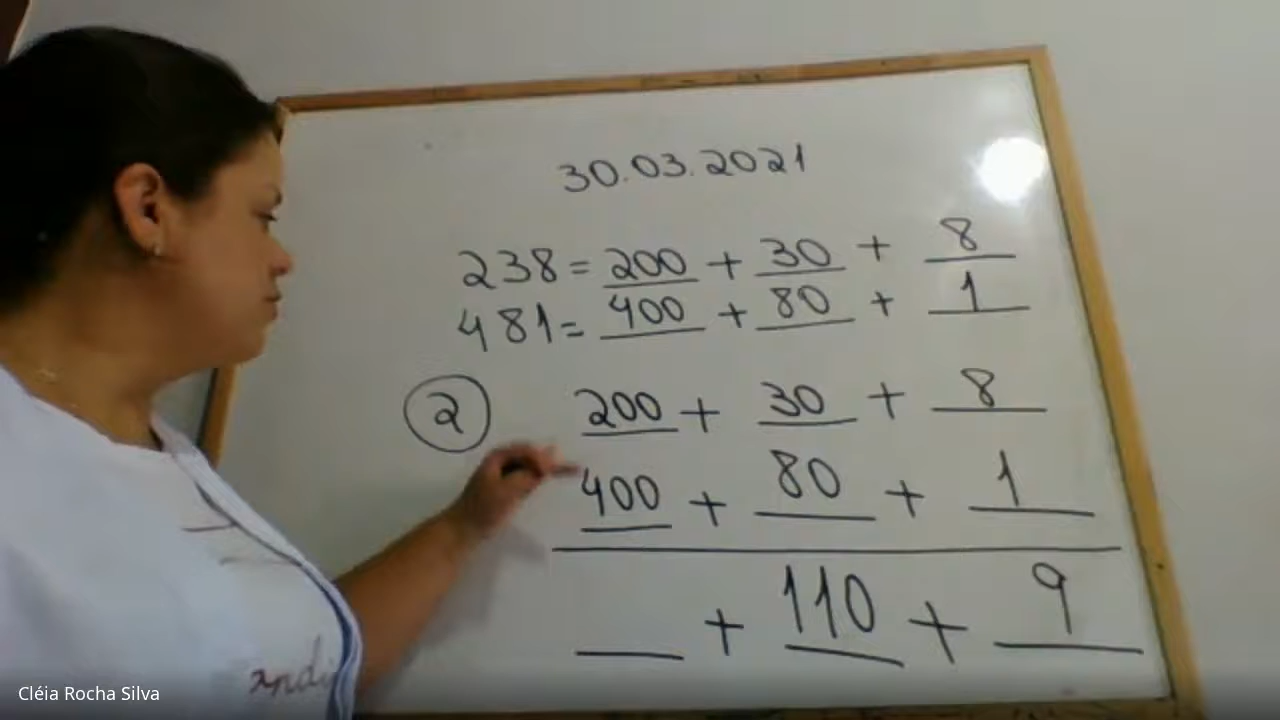 30.03.2021
238 = 200 + 30 + 8
481 = 400 + 80 + 1
2 200 + 30 + 8
400 + 80 + 1
___ + 110 + 9
Cléia Rocha Silva